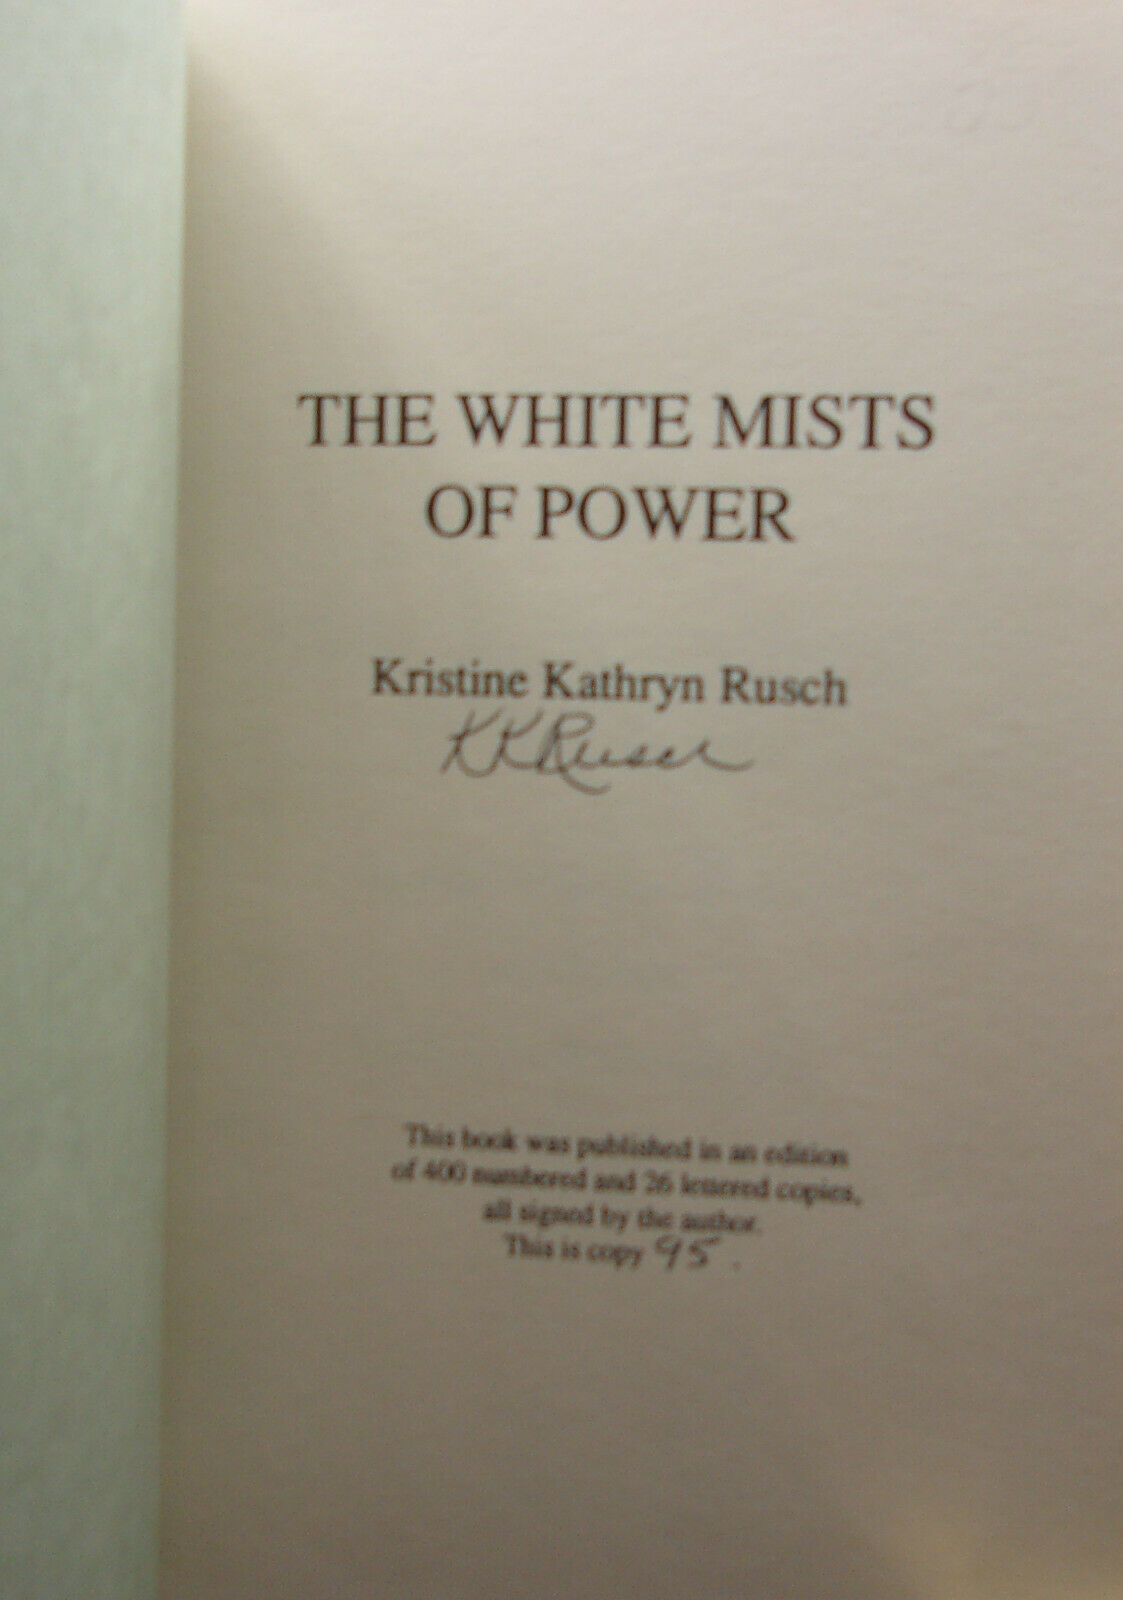 THE WHITE MISTS
OF POWER
Kristine Kathryn Rusch
KKRusch
This book was published in an edition
of 400 numbered and 26 lettered copies,
all signed by the author.
This is copy 95.